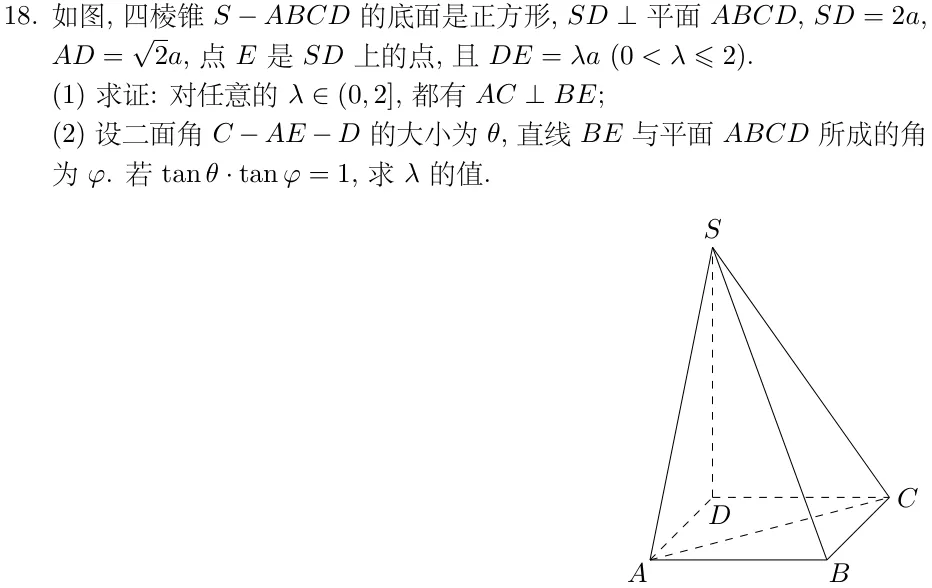 18. 如图, 四棱锥 S − ABCD 的底面是正方形, SD ⊥ 平面 ABCD, SD = 2a,
AD = √2a, 点 E 是 SD 上的点, 且 DE = λa (0 < λ ⩽ 2).
(1) 求证: 对任意的 λ ∈ (0, 2], 都有 AC ⊥ BE;
(2) 设二面角 C − AE − D 的大小为 θ, 直线 BE 与平面 ABCD 所成的角
为 φ. 若 tan θ · tan φ = 1, 求 λ 的值.
S
D
C
A
B